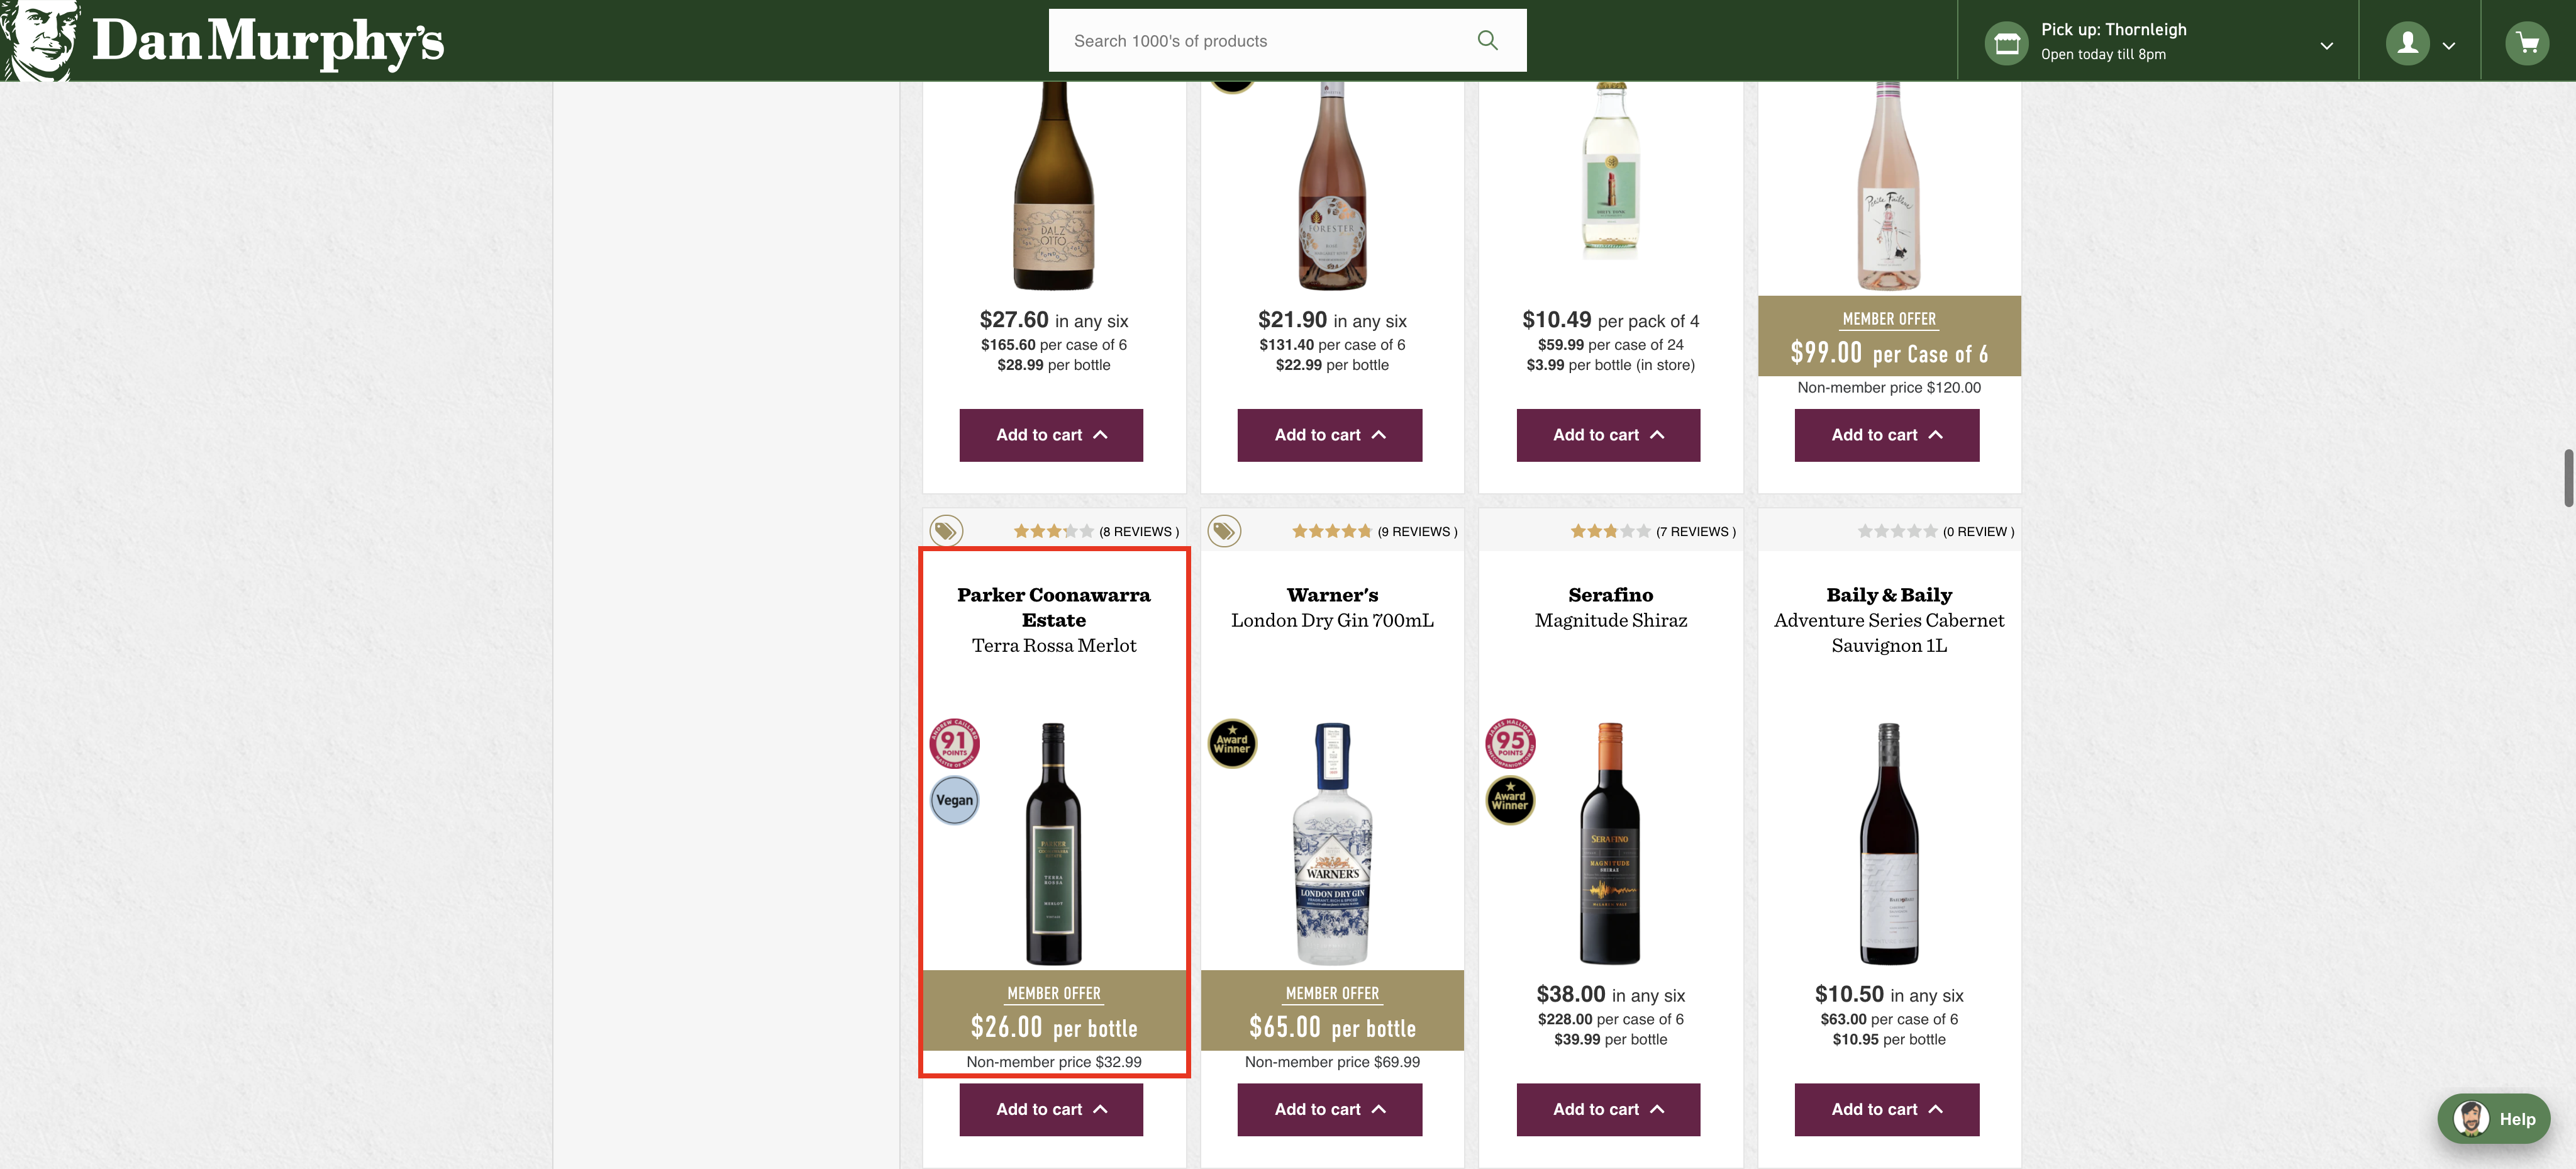 Dan Murphy's
Search 1000's of products
Pick up: Thornleigh
Open today till 8pm
DALZ OTTO
FORESTER
Petite
$27.60 in any six
$165.60 per case of 6
$28.99 per bottle
Add to cart
$21.90 in any six
$131.40 per case of 6
$22.99 per bottle
Add to cart
$10.49 per pack of 4
$59.99 per case of 24
$3.99 per bottle (in store)
Add to cart
MEMBER OFFER
$99.00 per Case of 6
Non-member price $120.00
Add to cart
(8 REVIEWS )
Parker Coonawarra
Estate
Terra Rossa Merlot
91
POINTS
Vegan
PARKER
TERRA
ROSSA
MERLOT
MEMBER OFFER
$26.00 per bottle
Non-member price $32.99
Add to cart
(9 REVIEWS )
Warner's
London Dry Gin 700mL
Award
Winner
WARNER'S
LONDON DRY GIN
MEMBER OFFER
$65.00 per bottle
Non-member price $69.99
Add to cart
(7 REVIEWS )
Serafino
Magnitude Shiraz
95
POINTS
Award
Winner
SERAFINO
MAGNITUDE
SHIRAZ
McLAREN VALE
$38.00 in any six
$228.00 per case of 6
$39.99 per bottle
Add to cart
(0 REVIEW )
Baily & Baily
Adventure Series Cabernet
Sauvignon 1L
$10.50 in any six
$63.00 per case of 6
$10.95 per bottle
Add to cart
Help